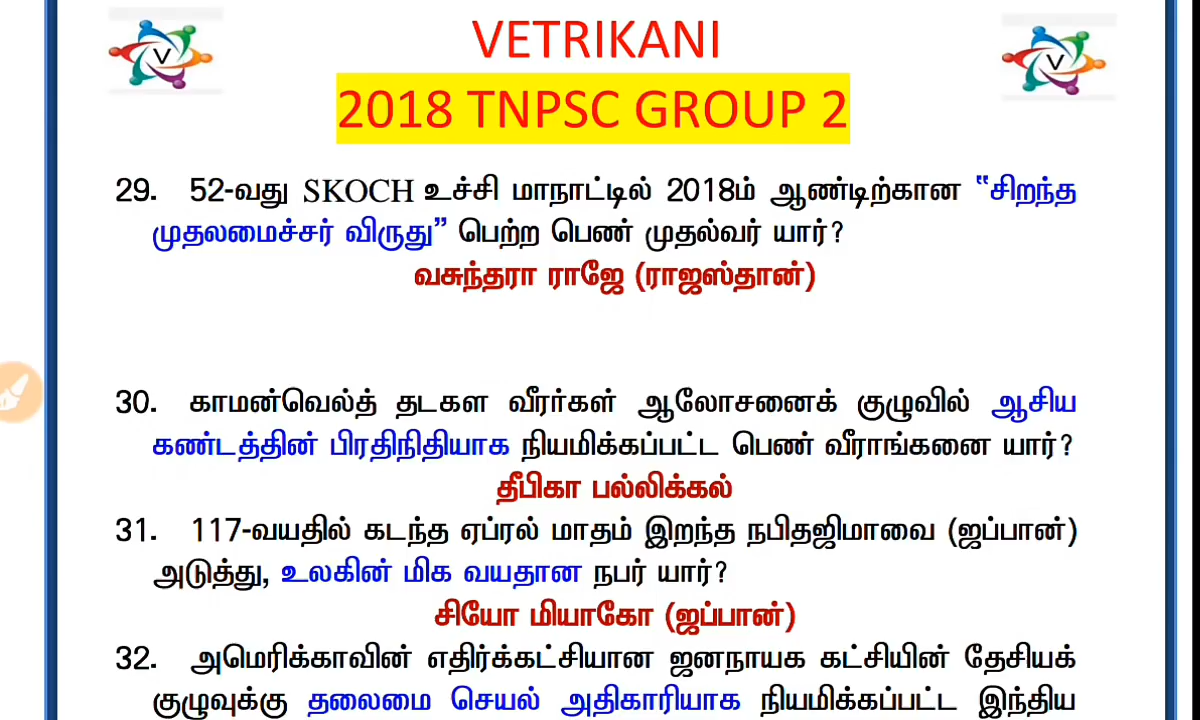 VETRIKANI
2018 TNPSC GROUP 2
V
V
29. 52-வது SKOCH உச்சி மாநாட்டில் 2018ம் ஆண்டிற்கான “சிறந்த
முதலமைச்சர் விருது” பெற்ற பெண் முதல்வர் யார்?
வசுந்தரா ராஜே (ராஜஸ்தான்)
30. காமன்வெல்த் தடகள வீரர்கள் ஆலோசனைக் குழுவில் ஆசிய
கண்டத்தின் பிரதிநிதியாக நியமிக்கப்பட்ட பெண் வீராங்கனை யார்?
தீபிகா பல்லிக்கல்
31. 117-வயதில் கடந்த ஏப்ரல் மாதம் இறந்த நபிதஜிமாவை (ஜப்பான்)
அடுத்து, உலகின் மிக வயதான நபர் யார்?
சியோ மியாகோ (ஜப்பான்)
32. அமெரிக்காவின் எதிர்க்கட்சியான ஜனநாயக கட்சியின் தேசியக்
குழுவுக்கு தலைமை செயல் அதிகாரியாக நியமிக்கப்பட்ட இந்திய